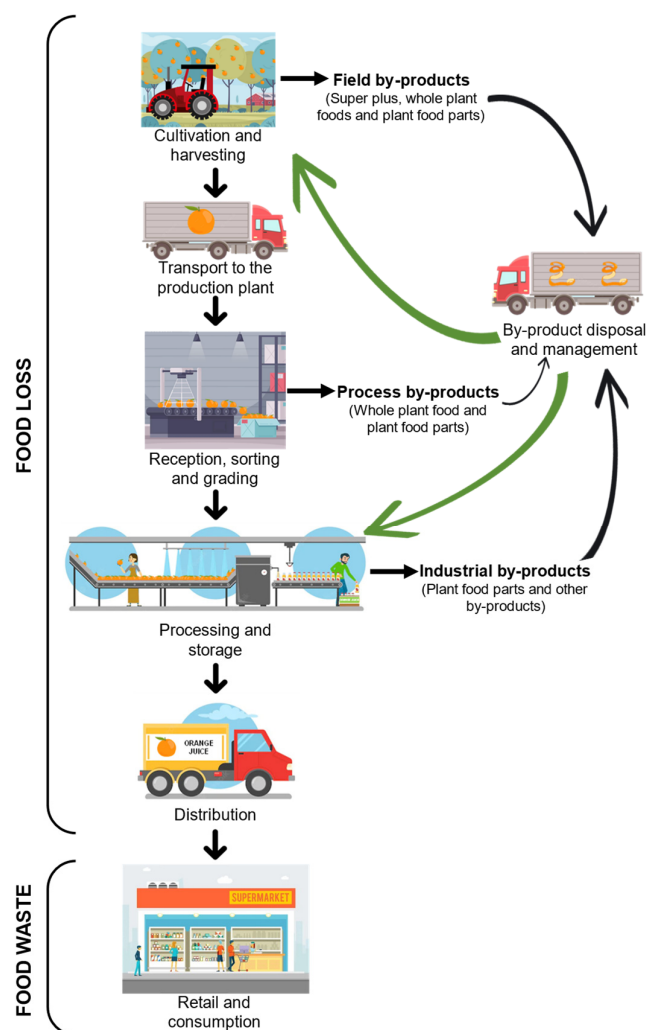 FOOD LOSS
Cultivation and
harvesting
Field by-products
(Super plus, whole plant
foods and plant food parts)
Transport to the
production plant
By-product disposal
and management
Reception, sorting
and grading
Process by-products
(Whole plant food and
plant food parts)
Processing and
storage
Industrial by-products
(Plant food parts and other
by-products)
ORANGE
JUICE
Distribution
FOOD WASTE
SUPERMARKET
Retail and
consumption